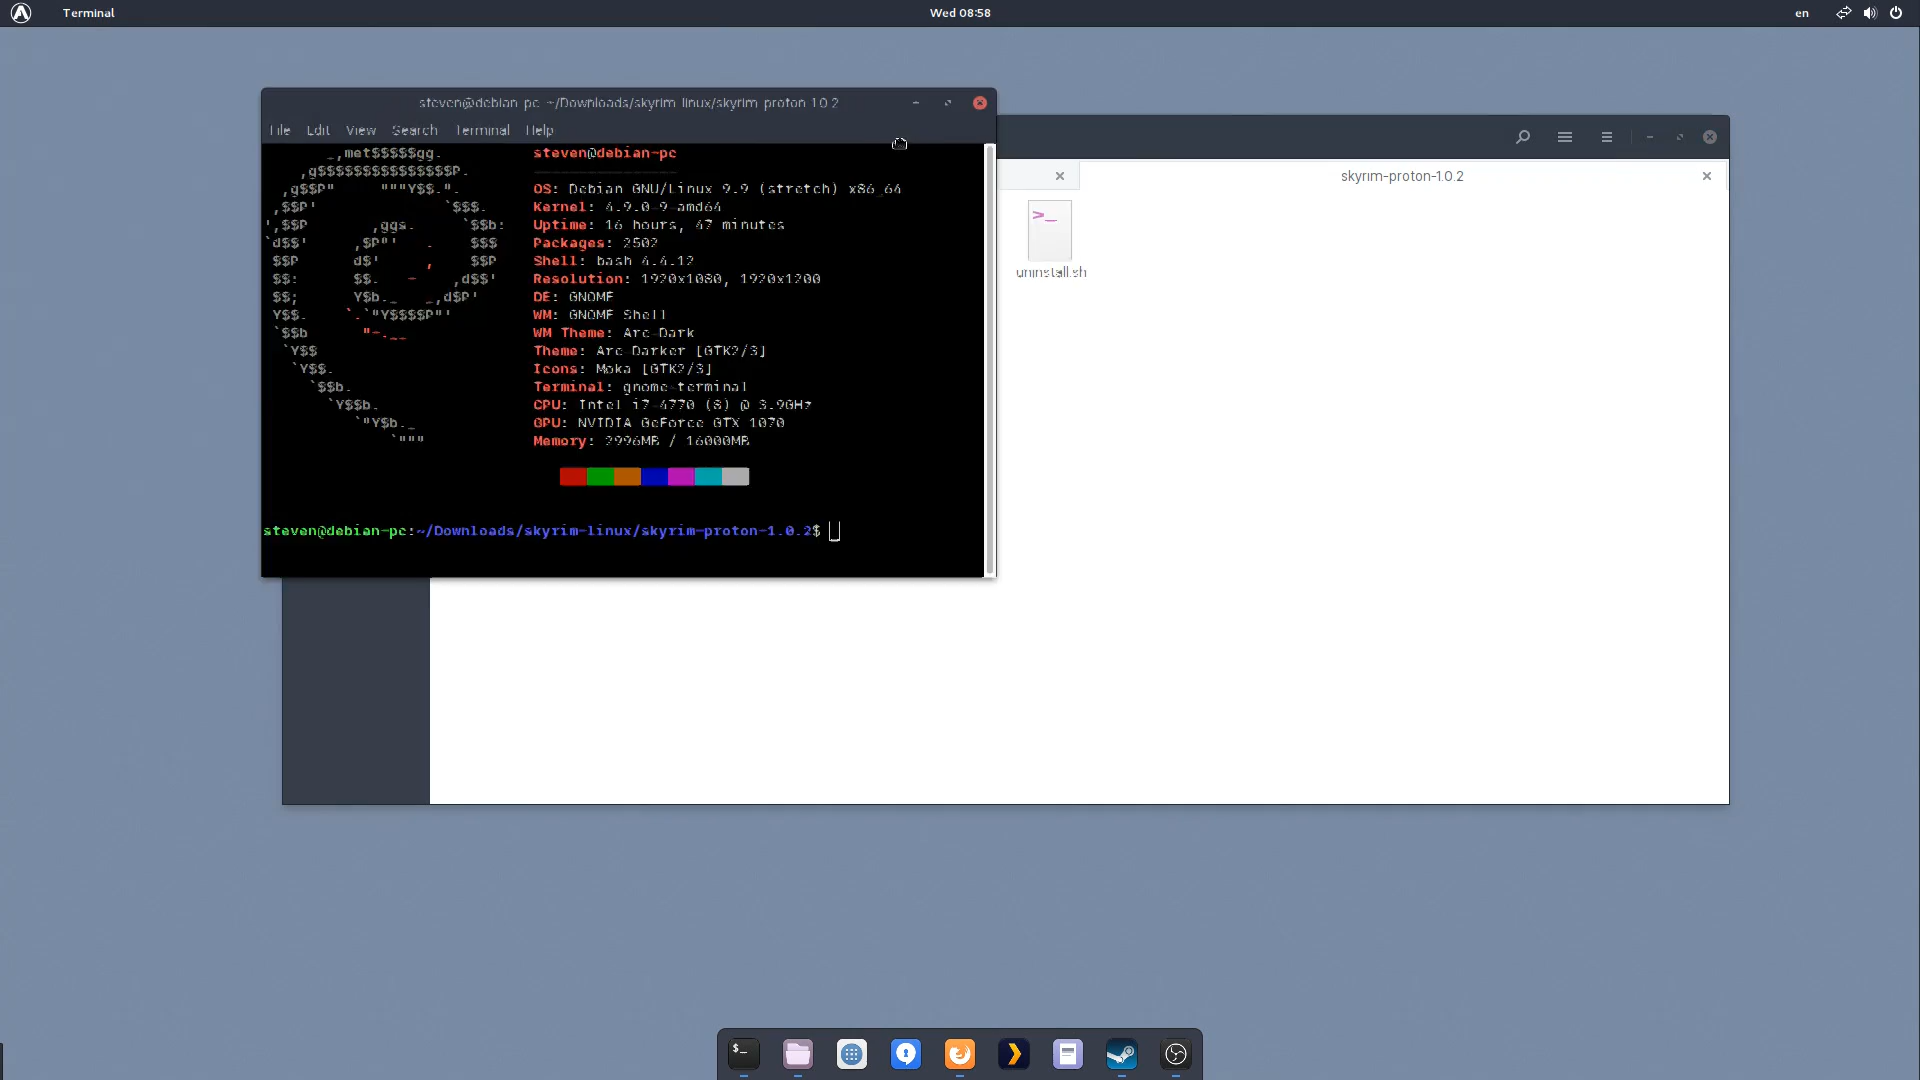 Terminal
Wed 08:58
en
steven@debian-pc: ~/Downloads/skyrim-linux/skyrim-proton-1.0.2
File Edit View Search Terminal Help
skyrim-proton-1.0.2
uninstall.sh
_,met$$$$$gg.
,g$$$$$$$$$$$$$$$P.
,g$$P" """Y$$.".
,$$P' `$$$.
',$$P ,ggs. `$$b:
`d$$' ,$P"' . $$$
$$P d$' , $$P
$$: $$. - ,d$$'
$$; Y$b._ _,d$P'
Y$$. `.`"Y$$$$P"'
`$$b "-.__
`Y$$
`Y$$.
`$$b.
`Y$$b.
`"Y$b._
`"""
steven@debian-pc
----------------
OS: Debian GNU/Linux 9.9 (stretch) x86_64
Kernel: 4.9.0-9-amd64
Uptime: 16 hours, 47 minutes
Packages: 2502
Shell: bash 4.4.12
Resolution: 1920x1080, 1920x1200
DE: GNOME
WM: GNOME Shell
WM Theme: Arc-Dark
Theme: Arc-Darker [GTK2/3]
Icons: Moka [GTK2/3]
Terminal: gnome-terminal
CPU: Intel i7-4770 (8) @ 3.9GHz
GPU: NVIDIA GeForce GTX 1070
Memory: 2996MB / 16000MB
steven@debian-pc:~/Downloads/skyrim-linux/skyrim-proton-1.0.2$